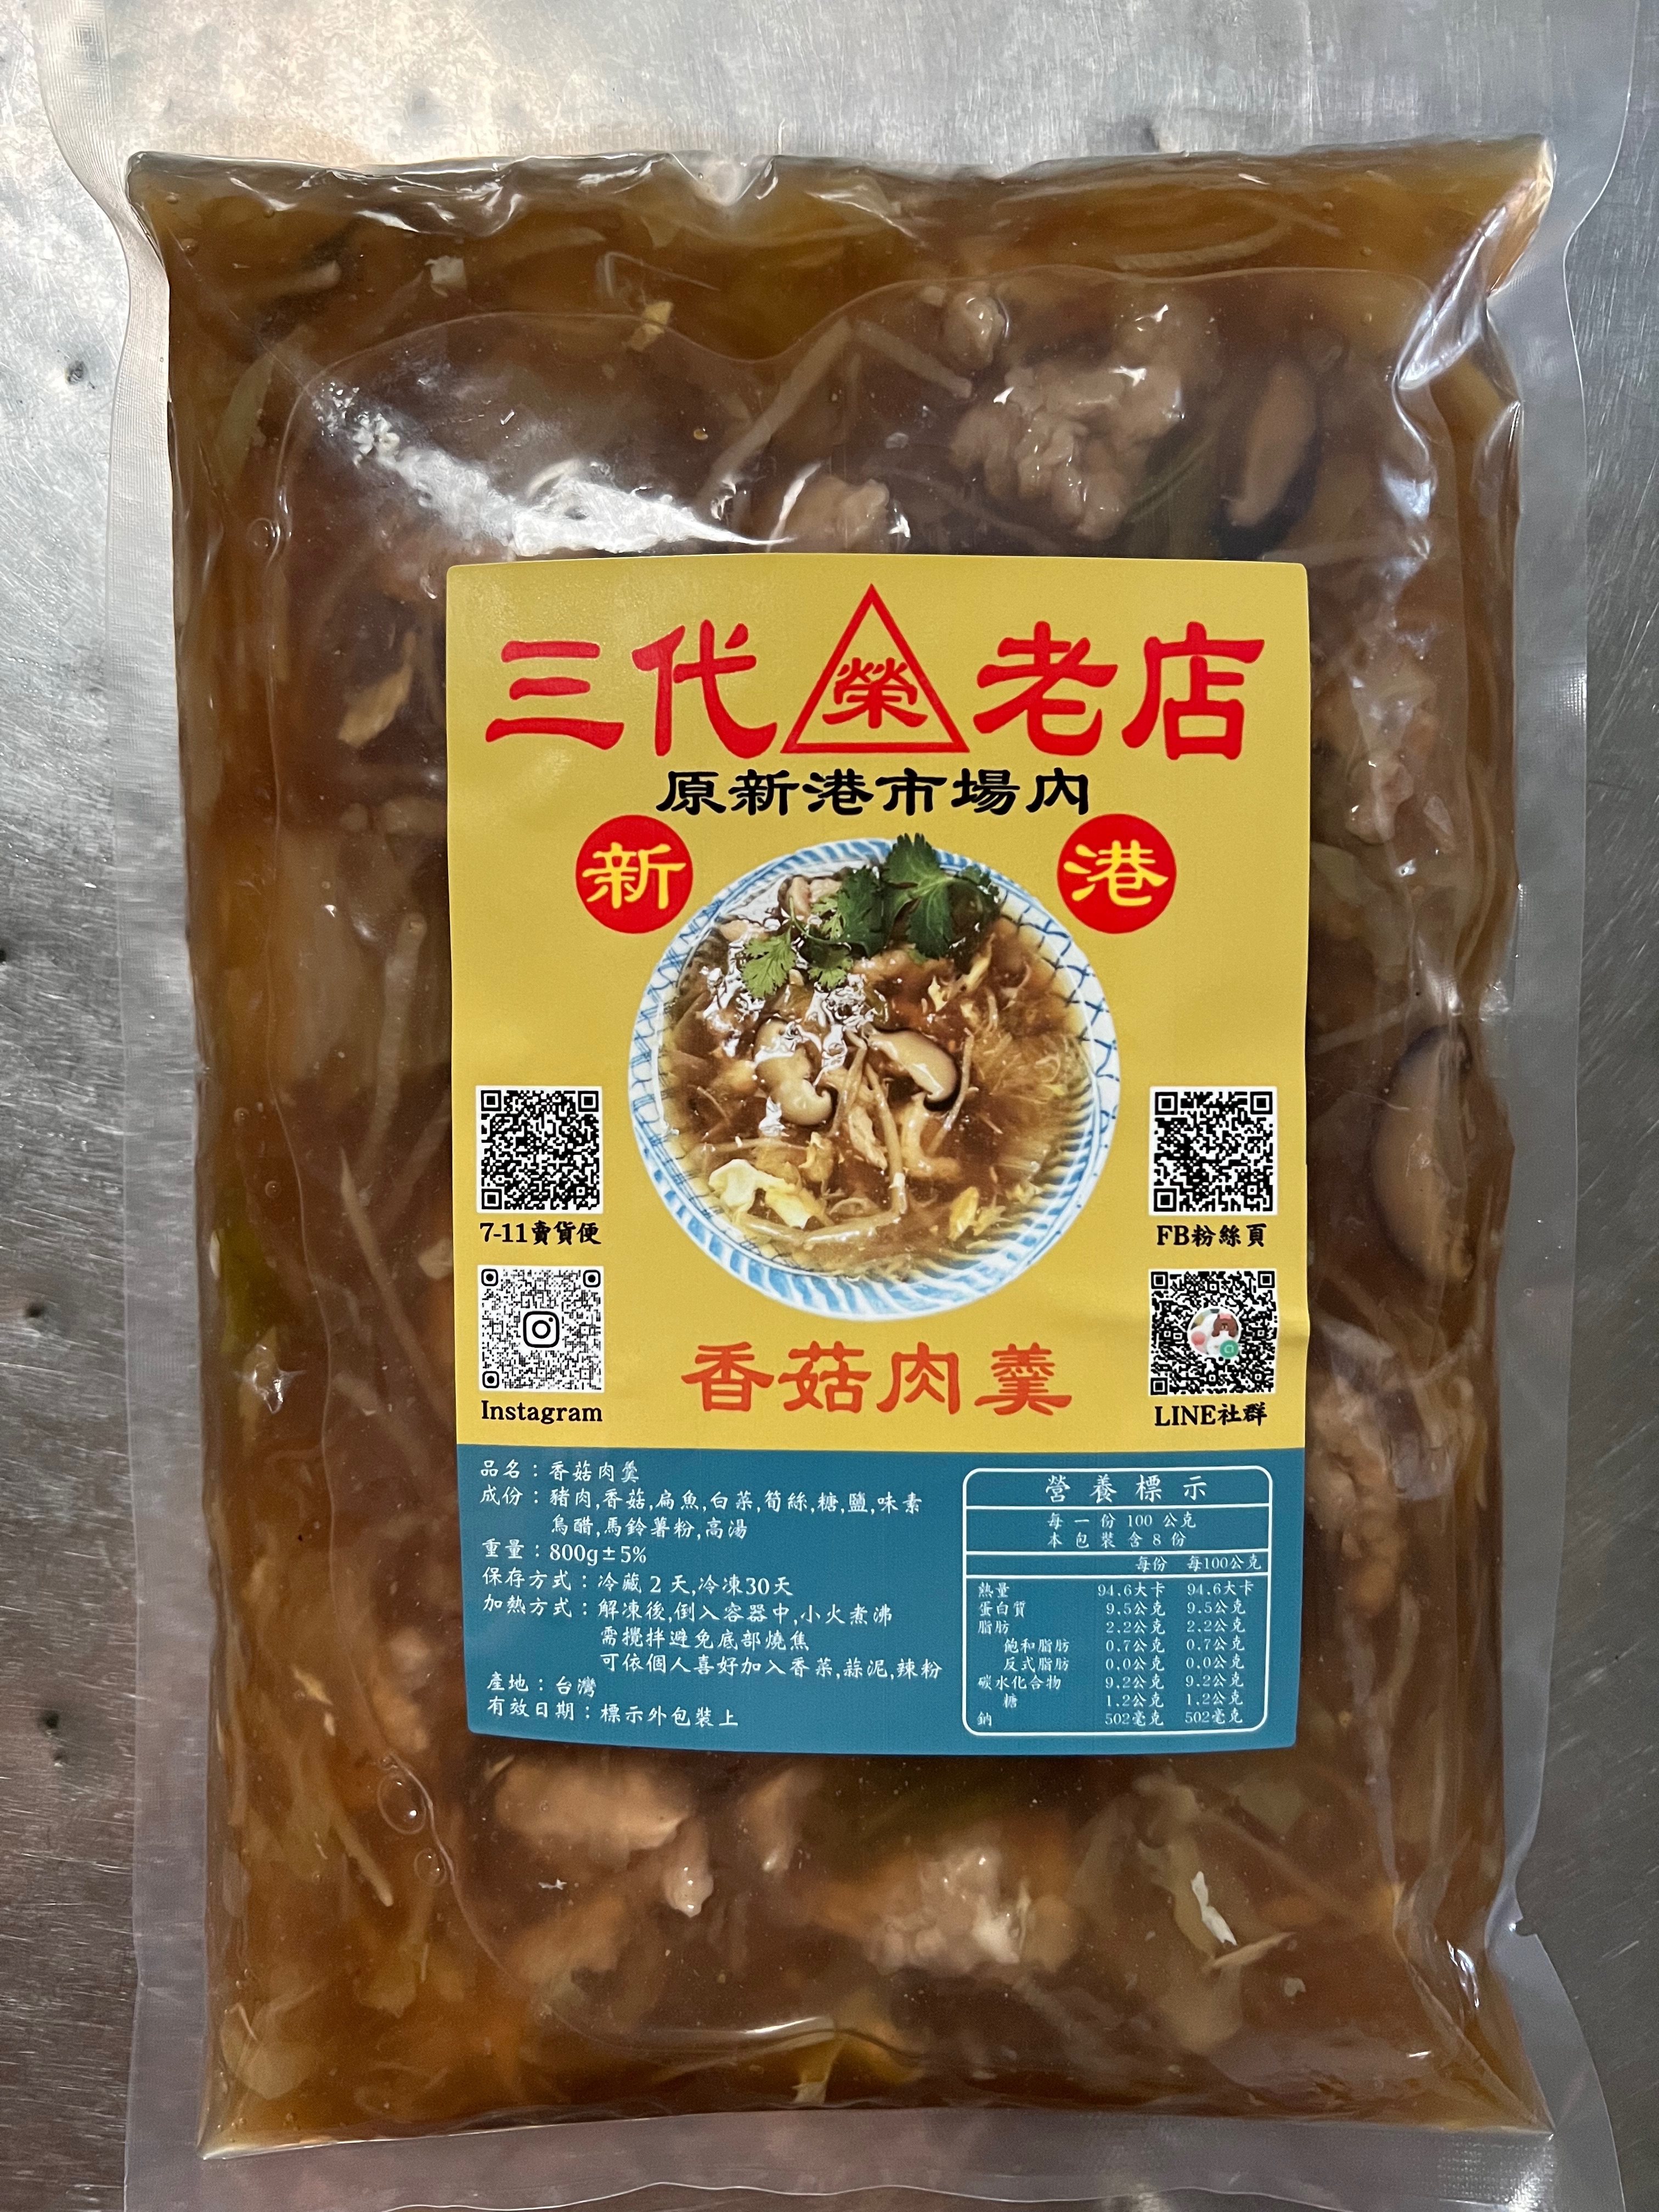 三代 榮 老店
原新港市場內
新 港
7-11賣貨便
FB粉絲頁
Instagram
LINE社群
香菇肉羹
品名：香菇肉羹
成份：豬肉,香菇,扁魚,白菜,筍絲,糖,鹽,味素
烏醋,馬鈴薯粉,高湯
重量：800g±5%
保存方式：冷藏 2 天,冷凍30天
加熱方式：解凍後,倒入容器中,小火煮沸
需攪拌避免底部燒焦
可依個人喜好加入香菜,蒜泥,辣粉
產地：台灣
有效日期：標示外包裝上
營養標示
每一份 100 公克
本包裝含 8 份
每份 每100公克
熱量 94.6大卡 94.6大卡
蛋白質 9.5公克 9.5公克
脂肪 2.2公克 2.2公克
飽和脂肪 0.7公克 0.7公克
反式脂肪 0.0公克 0.0公克
碳水化合物 9.2公克 9.2公克
糖 1.2公克 1.2公克
鈉 502毫克 502毫克